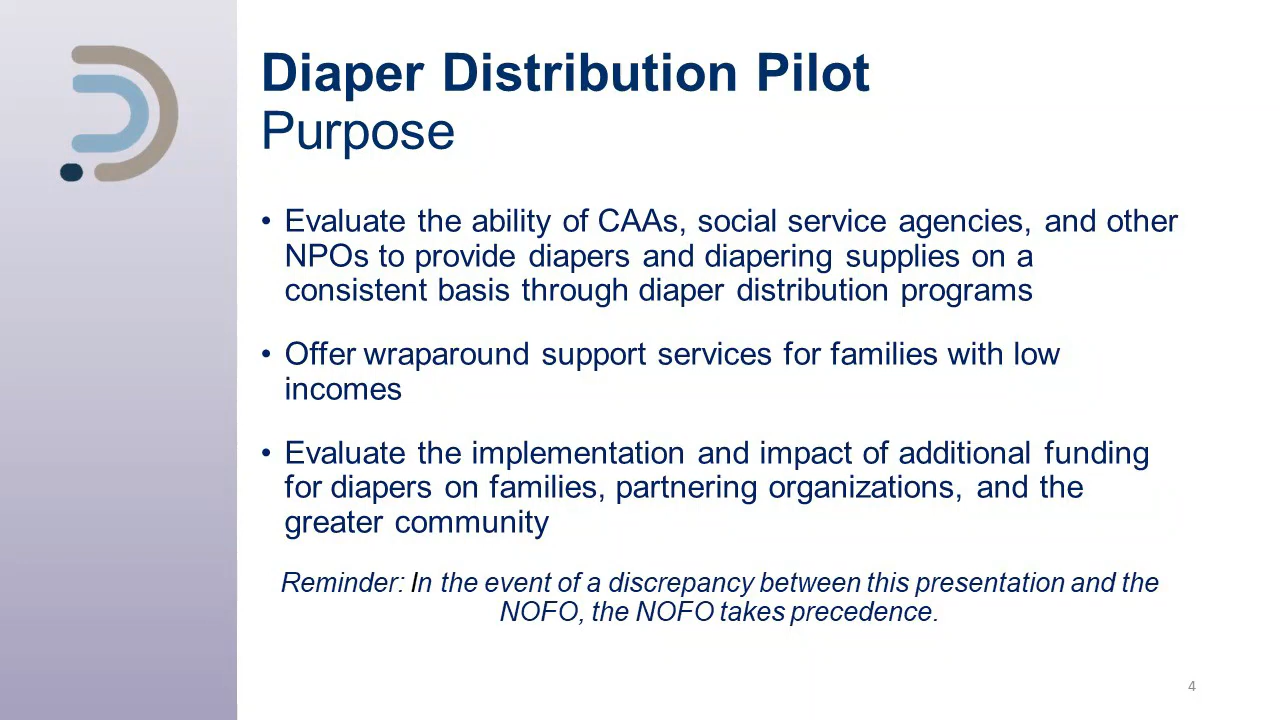 Diaper Distribution Pilot
Purpose
• Evaluate the ability of CAAs, social service agencies, and other
NPOs to provide diapers and diapering supplies on a
consistent basis through diaper distribution programs
• Offer wraparound support services for families with low
incomes
• Evaluate the implementation and impact of additional funding
for diapers on families, partnering organizations, and the
greater community
Reminder: In the event of a discrepancy between this presentation and the
NOFO, the NOFO takes precedence.
4